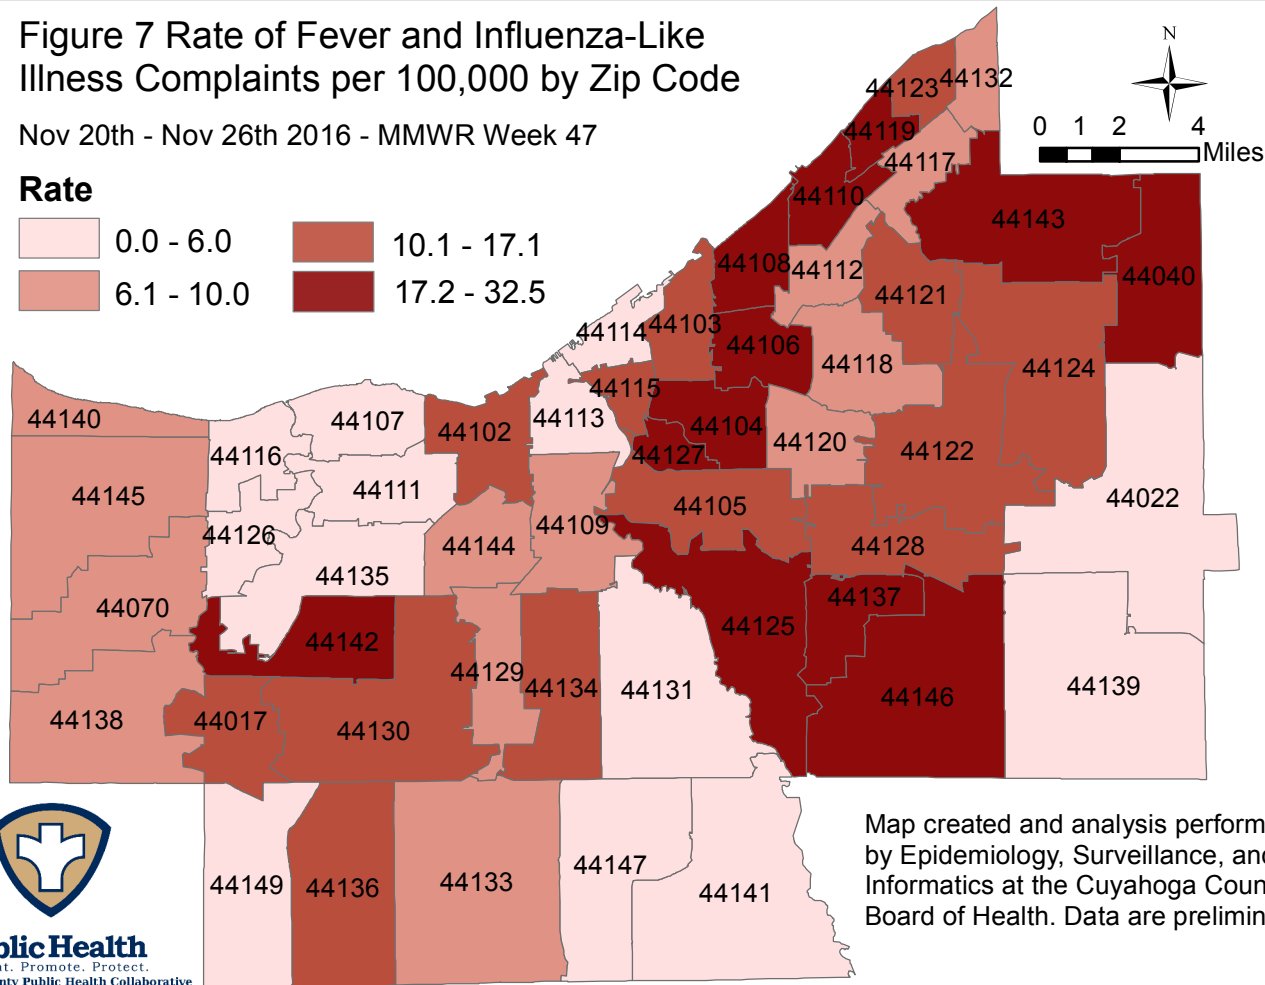 Figure 7 Rate of Fever and Influenza-Like
Illness Complaints per 100,000 by Zip Code
Nov 20th - Nov 26th 2016 - MMWR Week 47
Rate
0.0 - 6.0
10.1 - 17.1
6.1 - 10.0
17.2 - 32.5
N
0 1 2 4
Miles
44123
44132
44119
44117
44110
44143
44108
44112
44040
44121
44114
44103
44106
44118
44124
44115
44140
44107
44102
44113
44104
44120
44116
44127
44122
44145
44111
44105
44022
44126
44109
44144
44128
44135
44070
44137
44142
44125
44129
44134
44131
44146
44139
44138
44017
44130
44149
44136
44133
44147
44141
Map created and analysis perform
by Epidemiology, Surveillance, and
Informatics at the Cuyahoga Coun
Board of Health. Data are prelimin
blic Health
nt. Promote. Protect.
nty Public Health Collaborative